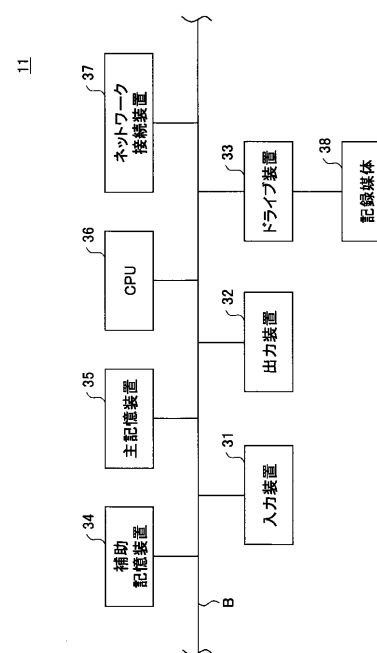 11
34
補助
記憶装置
35
主記憶装置
36
CPU
37
ネットワーク
接続装置
B
31
入力装置
32
出力装置
33
ドライブ装置
38
記録媒体